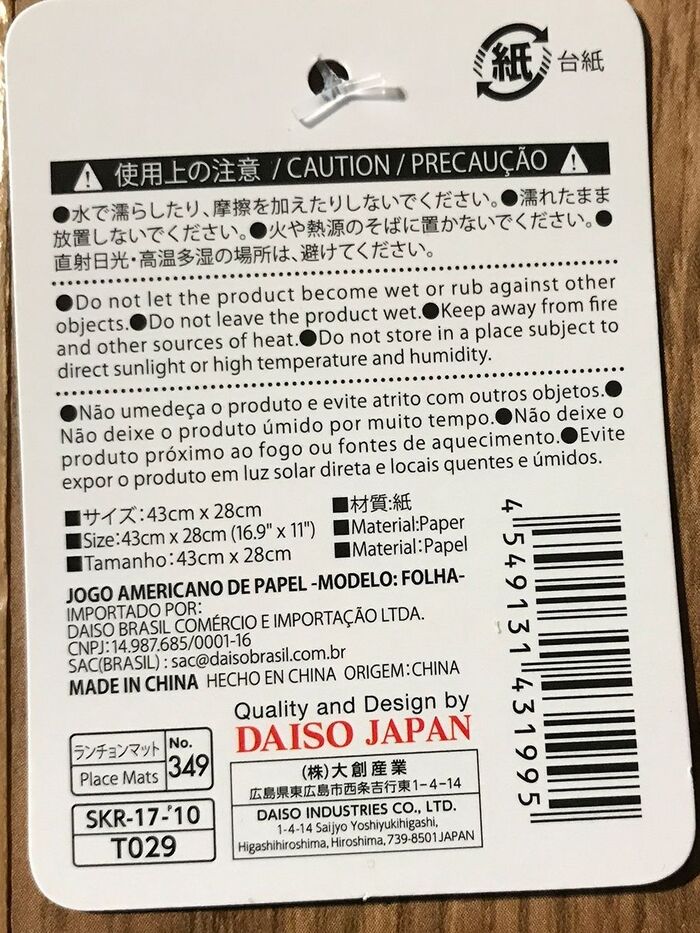 紙 台紙
使用上の注意 / CAUTION / PRECAUÇÃO
●水で濡らしたり、摩擦を加えたりしないでください。●濡れたまま
放置しないでください。●火や熱源のそばに置かないでください。●
直射日光・高温多湿の場所は、避けてください。
●Do not let the product become wet or rub against other
objects.●Do not leave the product wet.●Keep away from fire
and other sources of heat.●Do not store in a place subject to
direct sunlight or high temperature and humidity.
●Não umedeça o produto e evite atrito com outros objetos.●
Não deixe o produto úmido por muito tempo.●Não deixe o
produto próximo ao fogo ou fontes de aquecimento.●Evite
expor o produto em luz solar direta e locais quentes e úmidos.
■サイズ:43cm x 28cm ■材質:紙
■Size:43cm x 28cm (16.9" x 11") ■Material:Paper
■Tamanho:43cm x 28cm ■Material:Papel
JOGO AMERICANO DE PAPEL -MODELO: FOLHA-
IMPORTADO POR:
DAISO BRASIL COMÉRCIO E IMPORTAÇÃO LTDA.
CNPJ:14.987.685/0001-16
SAC(BRASIL) : sac@daisobrasil.com.br
MADE IN CHINA HECHO EN CHINA ORIGEM:CHINA
4549131431995
Quality and Design by
DAISO JAPAN
ランチョンマット No.
Place Mats 349
SKR-17-'10
T029
(株)大創産業
広島県東広島市西条吉行東1-4-14
DAISO INDUSTRIES CO., LTD.
1-4-14 Saijyo Yoshiyukihigashi,
Higashihiroshima, Hiroshima,739-8501 JAPAN